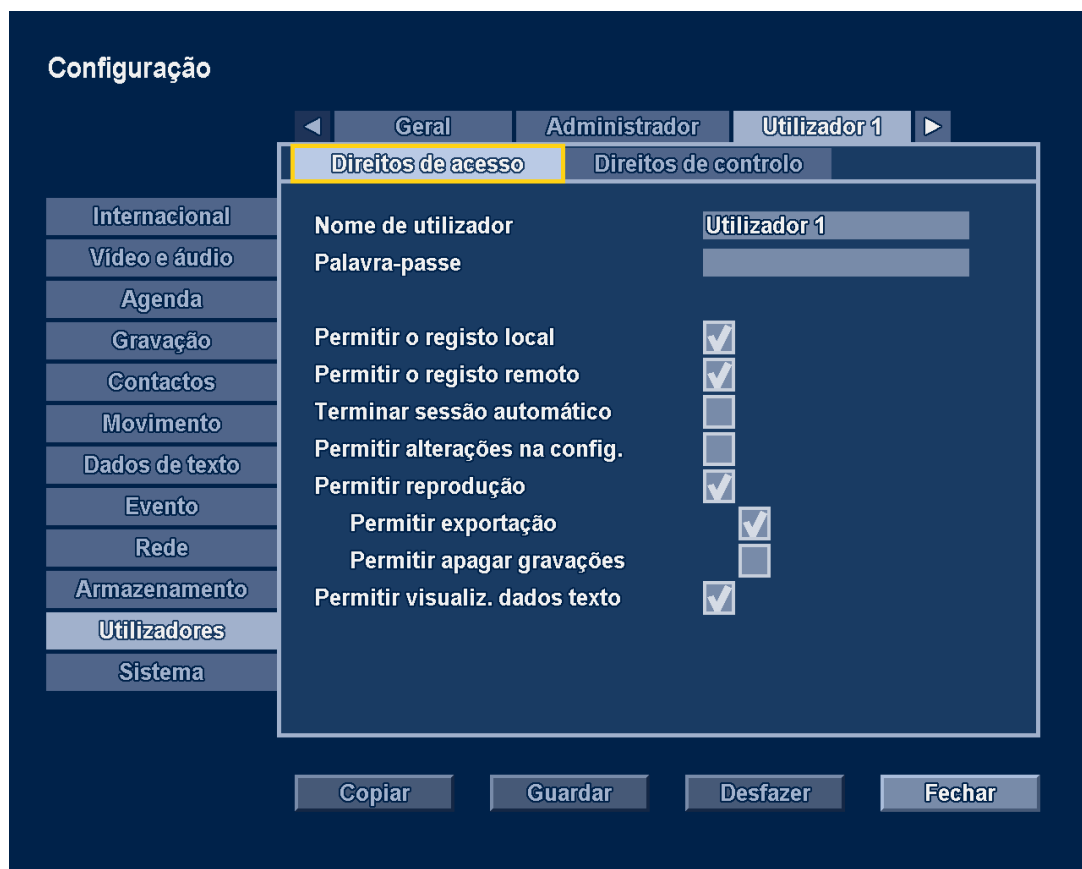 Configuração
Geral
Administrador
Utilizador 1
Direitos de acesso
Direitos de controlo
Internacional
Vídeo e áudio
Agenda
Gravação
Contactos
Movimento
Dados de texto
Evento
Rede
Armazenamento
Utilizadores
Sistema
Nome de utilizador
Utilizador 1
Palavra-passe
Permitir o registo local
Permitir o registo remoto
Terminar sessão automático
Permitir alterações na config.
Permitir reprodução
Permitir exportação
Permitir apagar gravações
Permitir visualiz. dados texto
Copiar
Guardar
Desfazer
Fechar